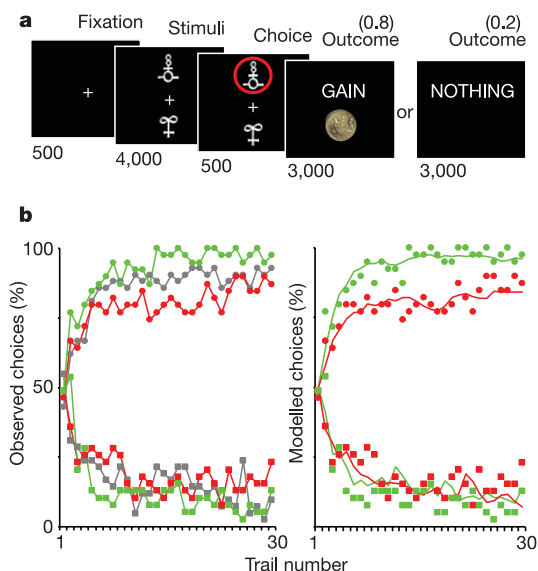 a
Fixation
Stimuli
Choice
(0.8)
Outcome
(0.2)
Outcome
GAIN
or
NOTHING
500
4,000
500
3,000
3,000
b
100
50
0
Observed choices (%)
Modelled choices (%)
1
30
1
30
Trail number